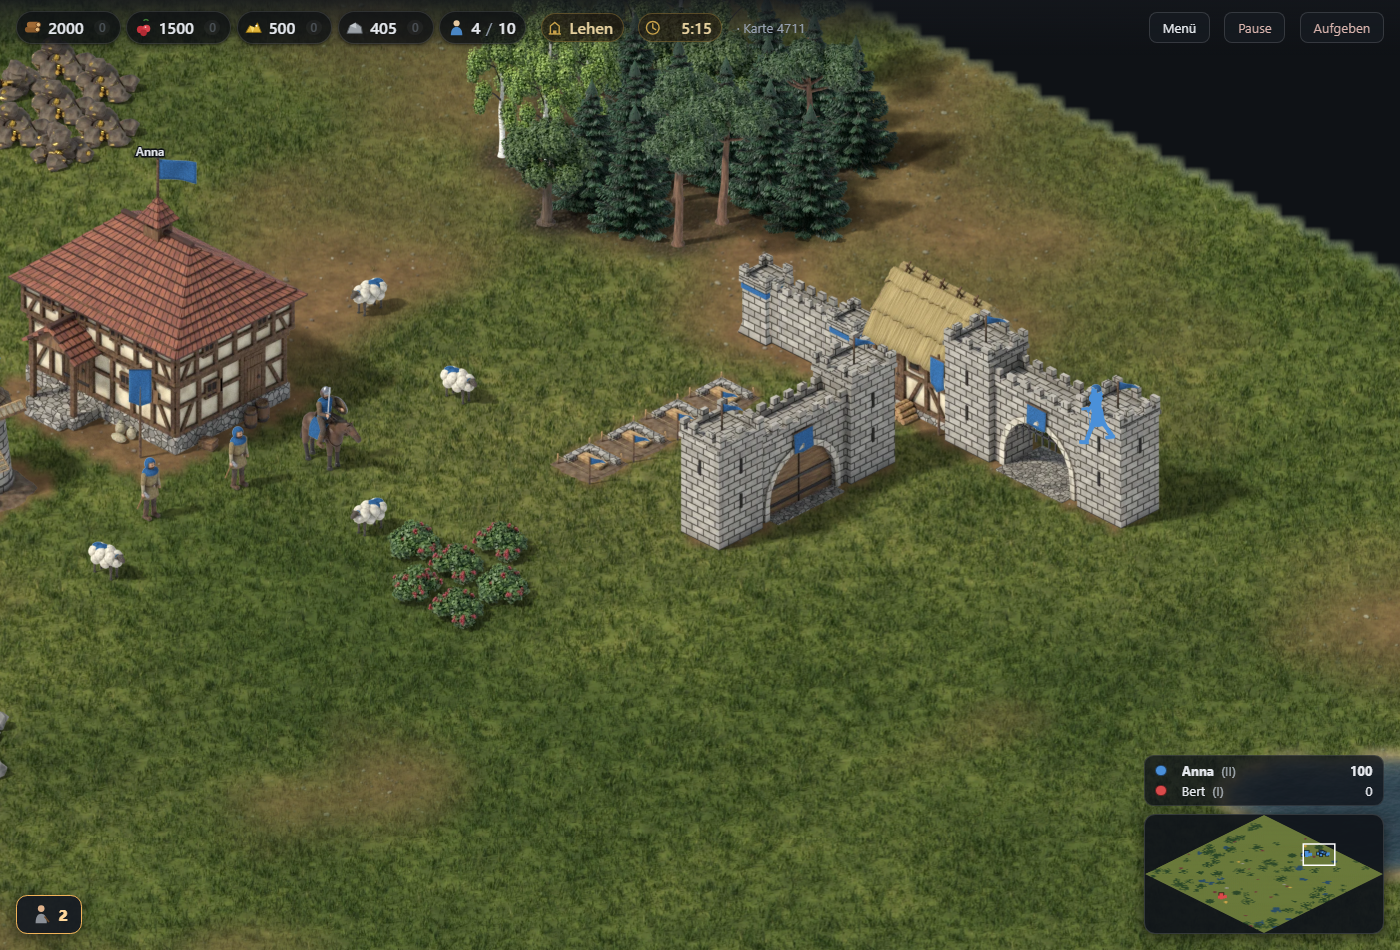 2000 0 1500 0 500 0 405 0 4 / 10 Lehen 5:15 · Karte 4711 Menü Pause Aufgeben
Anna
Anna (II) 100
Bert (I) 0
2